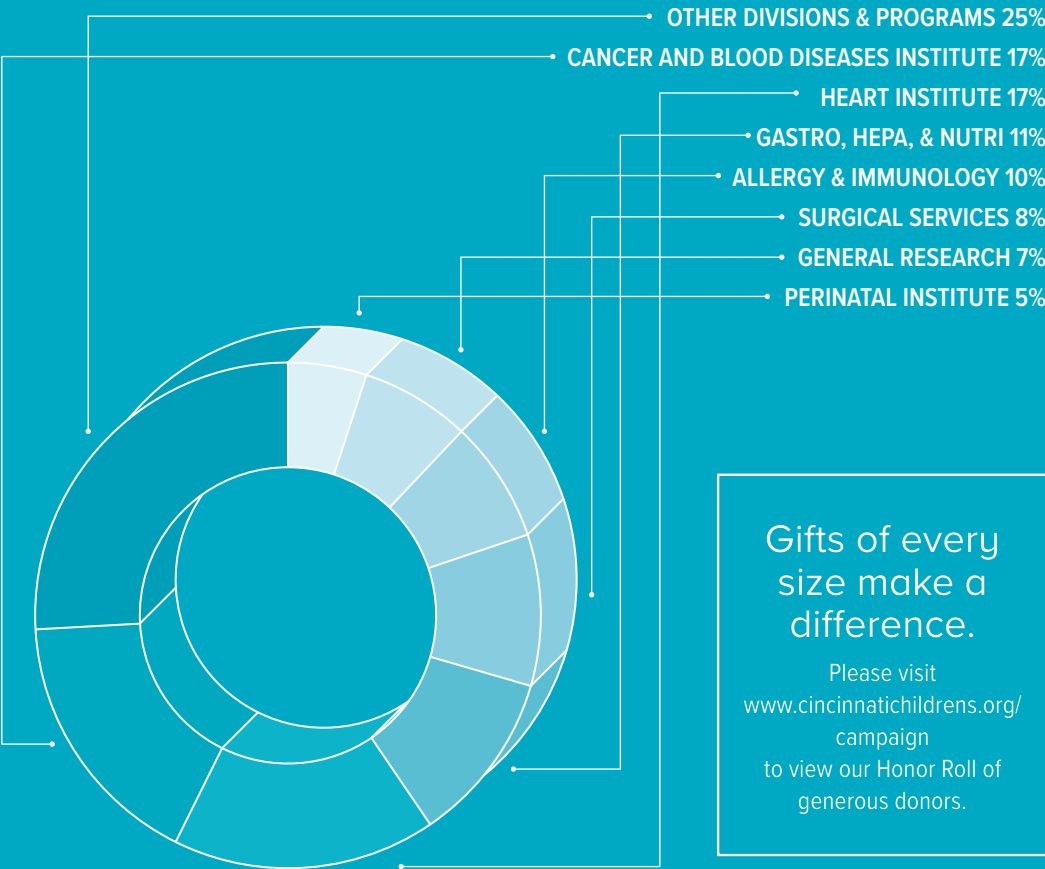 OTHER DIVISIONS & PROGRAMS 25%
CANCER AND BLOOD DISEASES INSTITUTE 17%
HEART INSTITUTE 17%
GASTRO, HEPA, & NUTRI 11%
ALLERGY & IMMUNOLOGY 10%
SURGICAL SERVICES 8%
GENERAL RESEARCH 7%
PERINATAL INSTITUTE 5%
Gifts of every
size make a
difference.
Please visit
www.cincinnatichildrens.org/
campaign
to view our Honor Roll of
generous donors.